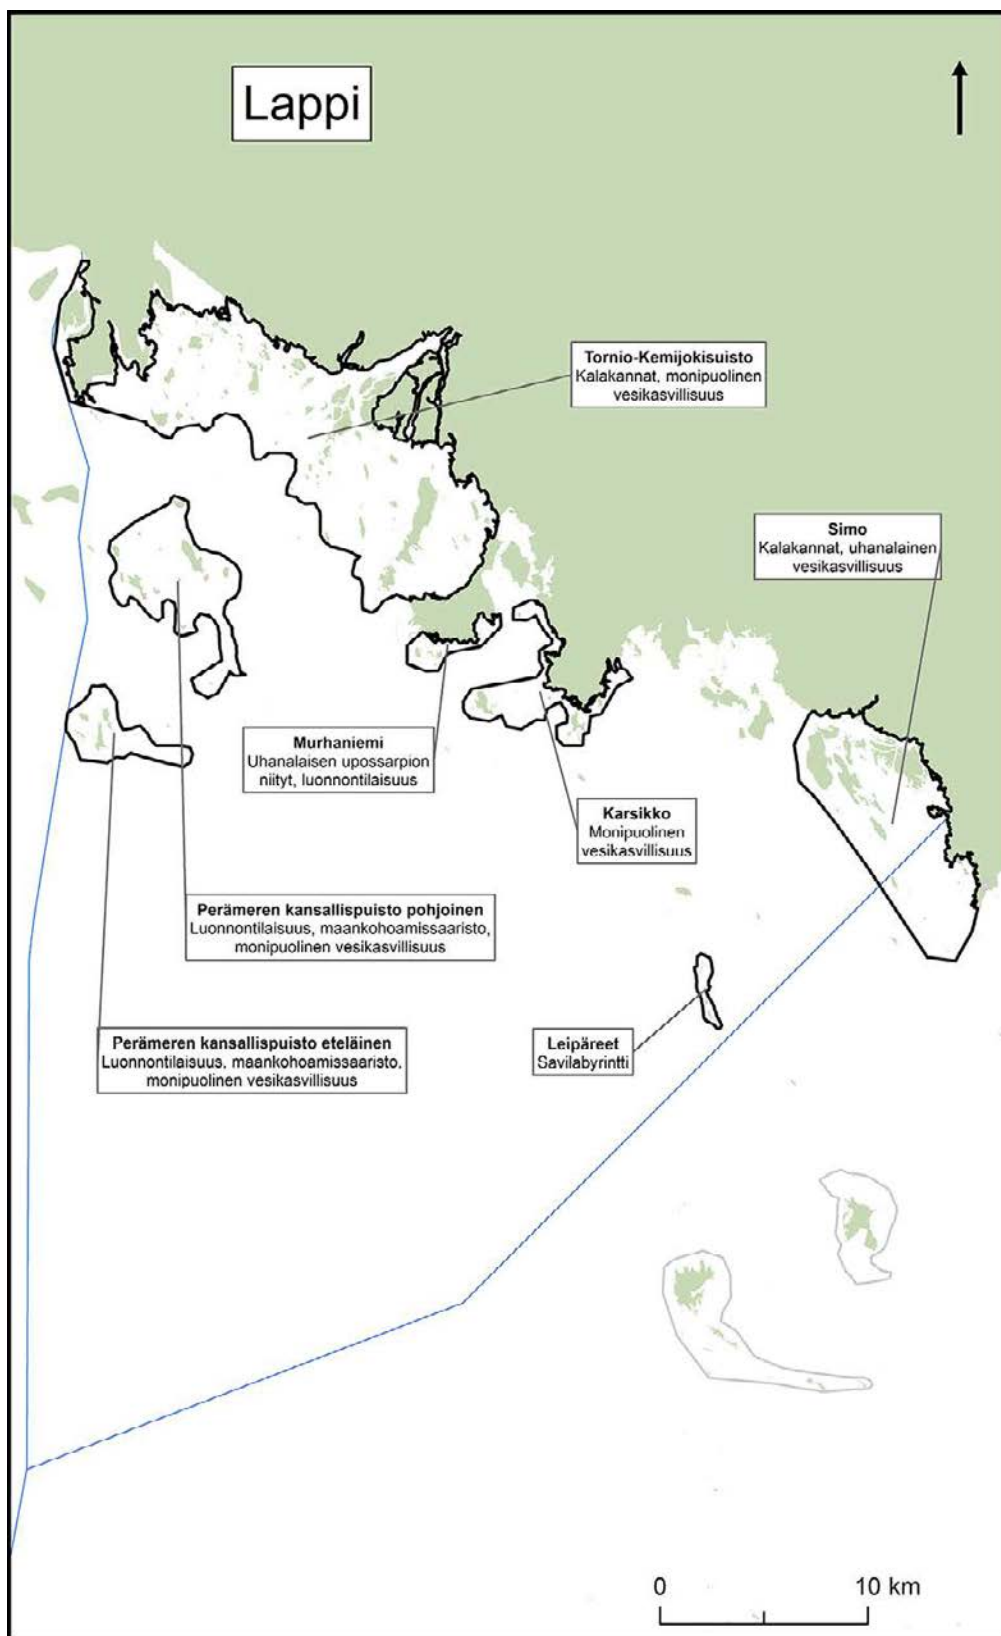 Lappi
Tornio-Kemijokisuisto
Kalakannat, monipuolinen
vesikasvillisuus
Simo
Kalakannat, uhanalainen
vesikasvillisuus
Murhaniemi
Uhanalaisen upossarpion
niityt, luonnontilaisuus
Karsikko
Monipuolinen
vesikasvillisuus
Perämeren kansallispuisto pohjoinen
Luonnontilaisuus, maankohoamissaaristo,
monipuolinen vesikasvillisuus
Perämeren kansallispuisto eteläinen
Luonnontilaisuus, maankohoamissaaristo,
monipuolinen vesikasvillisuus
Leipäreet
Savilabyrintti
0 10 km